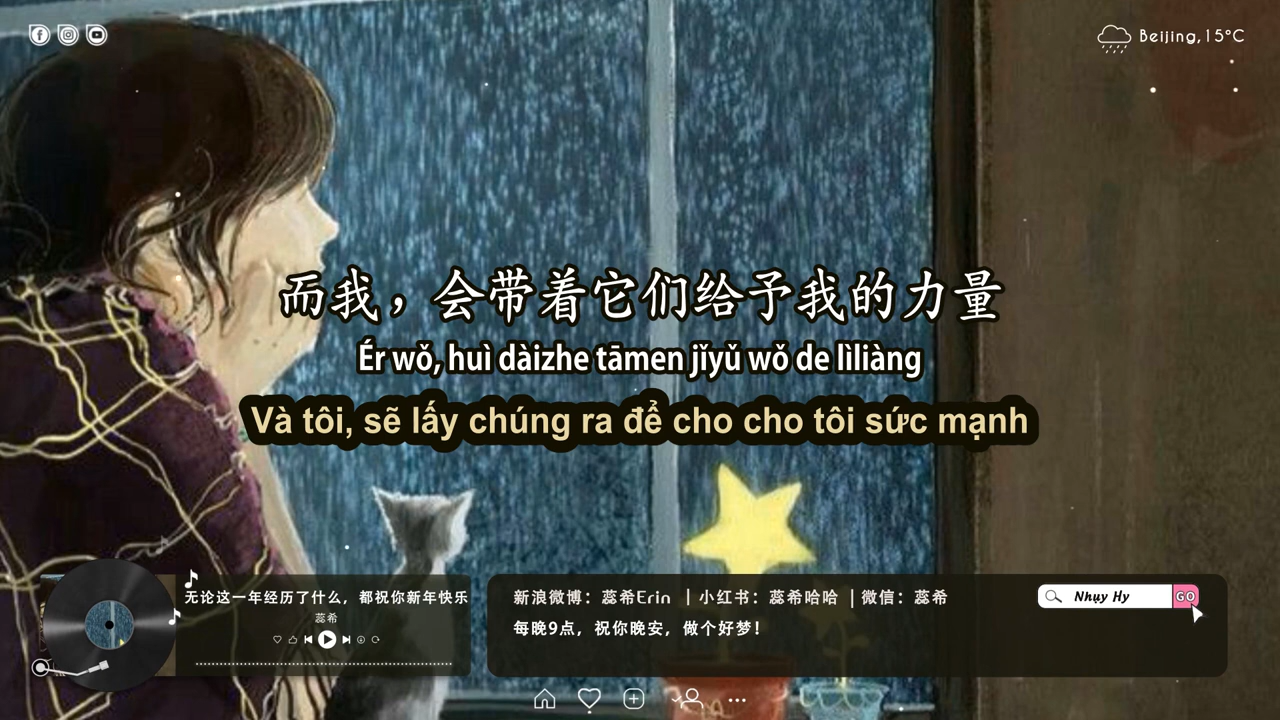 Beijing,15°C
而我，会带着它们给予我的力量
Ér wǒ, huì dàizhe tāmen jǐyǔ wǒ de lìliàng
Và tôi, sẽ lấy chúng ra để cho cho tôi sức mạnh
无论这一年经历了什么，都祝你新年快乐
蕊希
新浪微博：蕊希Erin ｜小红书：蕊希哈哈 ｜微信：蕊希
每晚9点，祝你晚安，做个好梦！
Nhụy Hy
GO